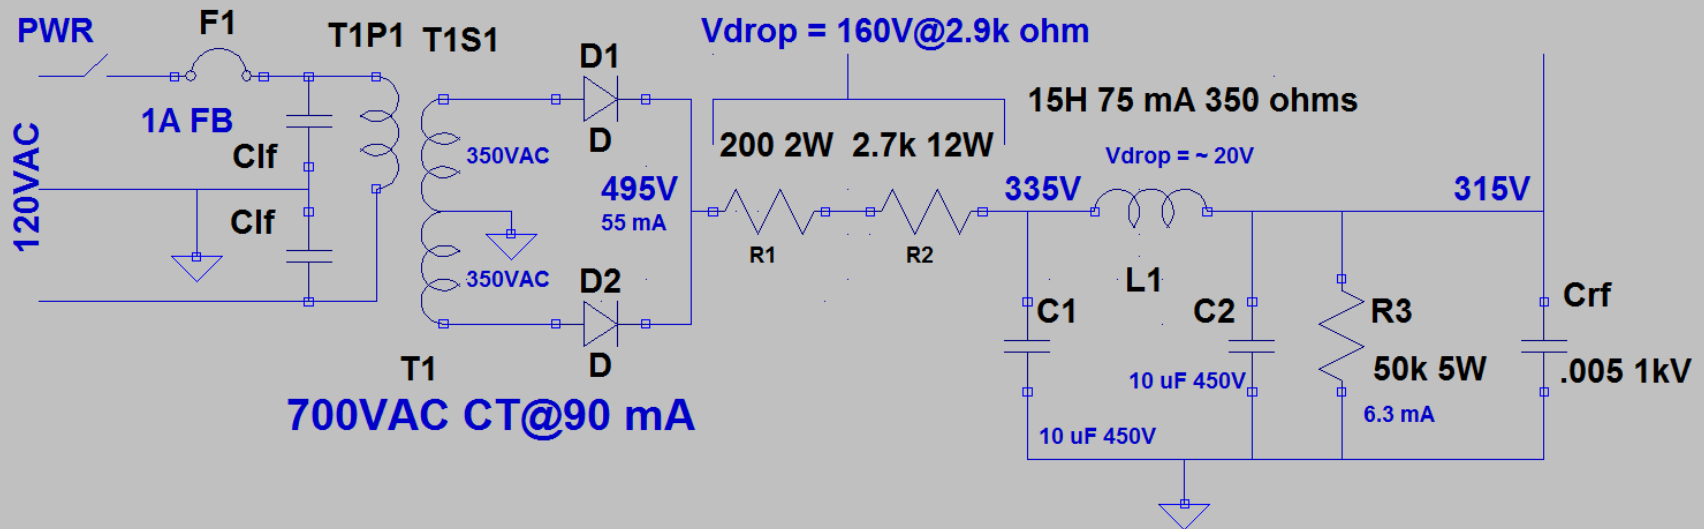 PWR
F1
T1P1
T1S1
Vdrop = 160V@2.9k ohm
D1
1A FB
15H 75 mA 350 ohms
120VAC
Clf
350VAC
D
200 2W
2.7k 12W
Vdrop = ~ 20V
495V
335V
315V
55 mA
Clf
R1
R2
350VAC
D2
L1
Crf
C1
C2
R3
T1
D
10 uF 450V
50k 5W
.005 1kV
700VAC CT@90 mA
6.3 mA
10 uF 450V